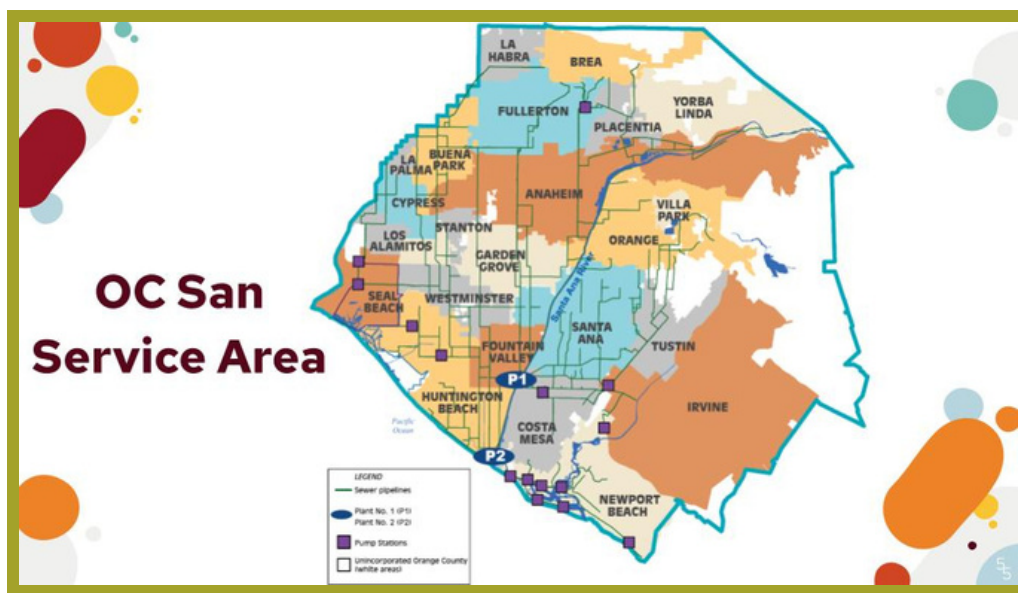 OC San
Service Area
LA
HABRA
BREA
FULLERTON
YORBA
LINDA
PLACENTIA
LA
PALMA
BUENA
PARK
ANAHEIM
CYPRESS
VILLA
PARK
STANTON
LOS
ALAMITOS
ORANGE
GARDEN
GROVE
Santa Ana River
SEAL
BEACH
WESTMINSTER
SANTA
ANA
FOUNTAIN
VALLEY
TUSTIN
P1
HUNTINGTON
BEACH
IRVINE
Pacific
Ocean
COSTA
MESA
P2
NEWPORT
BEACH
LEGEND
Sewer pipelines
Plant No. 1 (P1)
Plant No. 2 (P2)
Pump Stations
Unincorporated Orange County
(white areas)